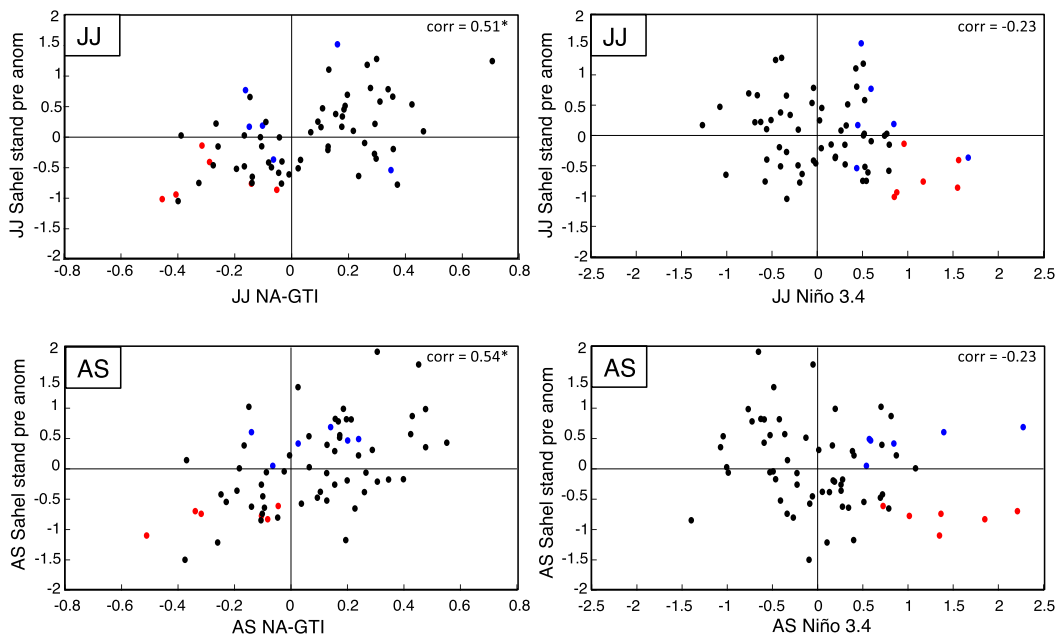 JJ
corr = 0.51*
JJ Sahel stand pre anom
2
1.5
1
0.5
0
-0.5
-1
-1.5
-2
-0.8 -0.6 -0.4 -0.2 0 0.2 0.4 0.6 0.8
JJ NA-GTI
JJ
corr = -0.23
JJ Sahel stand pre anom
2
1.5
1
0.5
0
-0.5
-1
-1.5
-2
-2.5 -2 -1.5 -1 -0.5 0 0.5 1 1.5 2 2.5
JJ Niño 3.4
AS
corr = 0.54*
AS Sahel stand pre anom
2
1.5
1
0.5
0
-0.5
-1
-1.5
-2
-0.8 -0.6 -0.4 -0.2 0 0.2 0.4 0.6 0.8
AS NA-GTI
AS
corr = -0.23
AS Sahel stand pre anom
2
1.5
1
0.5
0
-0.5
-1
-1.5
-2
-2.5 -2 -1.5 -1 -0.5 0 0.5 1 1.5 2 2.5
AS Niño 3.4